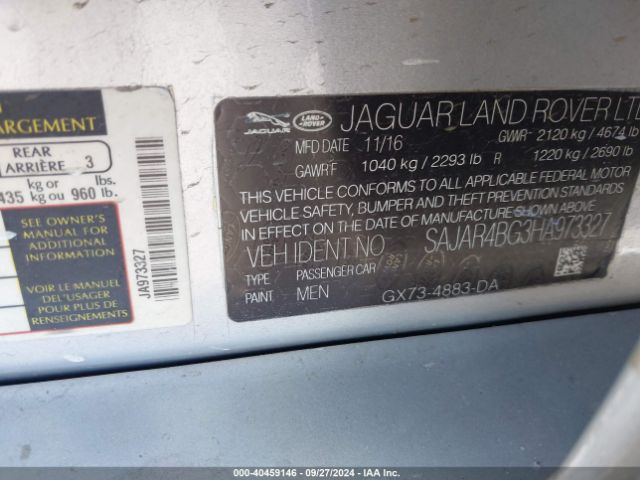 ARGEMENT
REAR
ARRIÈRE 3
435 kg or lbs.
kg ou 960 lb.
SEE OWNER'S
MANUAL FOR
ADDITIONAL
INFORMATION
VOIR LE MANUEL
DE L'USAGER
POUR PLUS DE
RENSEIGNEMENTS
JA973327
JAGUAR
LAND ROVER
JAGUAR LAND ROVER LTD
MFD DATE 11/16 GVWR- 2120 kg / 4674 lb
GAWR F 1040 kg / 2293 lb R 1220 kg / 2690 lb
THIS VEHICLE CONFORMS TO ALL APPLICABLE FEDERAL MOTOR
VEHICLE SAFETY, BUMPER AND THEFT STANDARDS
IN EFFECT ON THE DATE OF MANUFACTURE SHOWN ABOVE
VEH IDENT. NO SAJAR4BG3HA973327
TYPE PASSENGER CAR
PAINT MEN GX73-4883-DA
Stock #: 40459146 - 09/27/2024 - IAAI.com